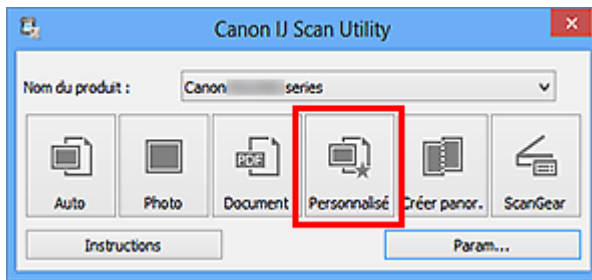 Canon IJ Scan Utility
Nom du produit : Canon series
PDF
Auto Photo Document Personnalisé Créer panor. ScanGear
Instructions Param...